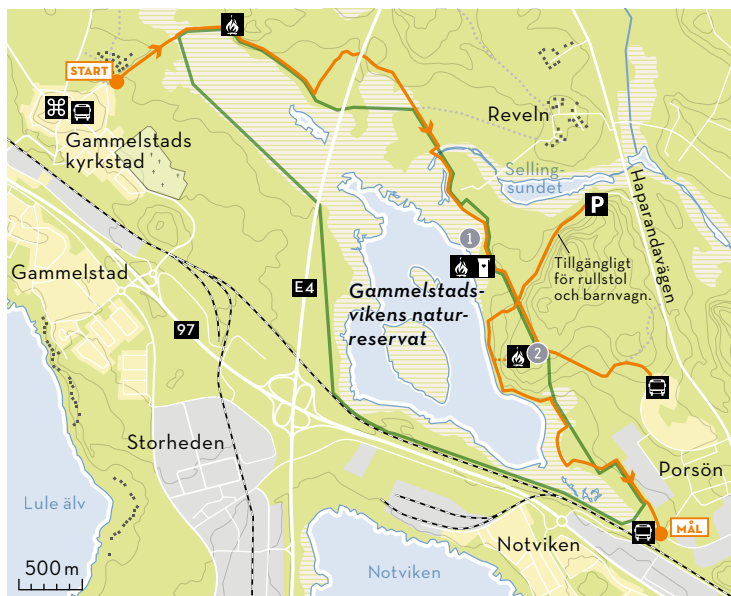 START
Gammelstads
kyrkstad
Reveln
Selling-
sundet
P
Haparandavägen
1
Tillgängligt
för rullstol
och barnvagn.
Gammelstad
E4
Gammelstads-
vikens natur-
reservat
97
2
Storheden
Porsön
Lule älv
MÅL
Notviken
500 m
Notviken